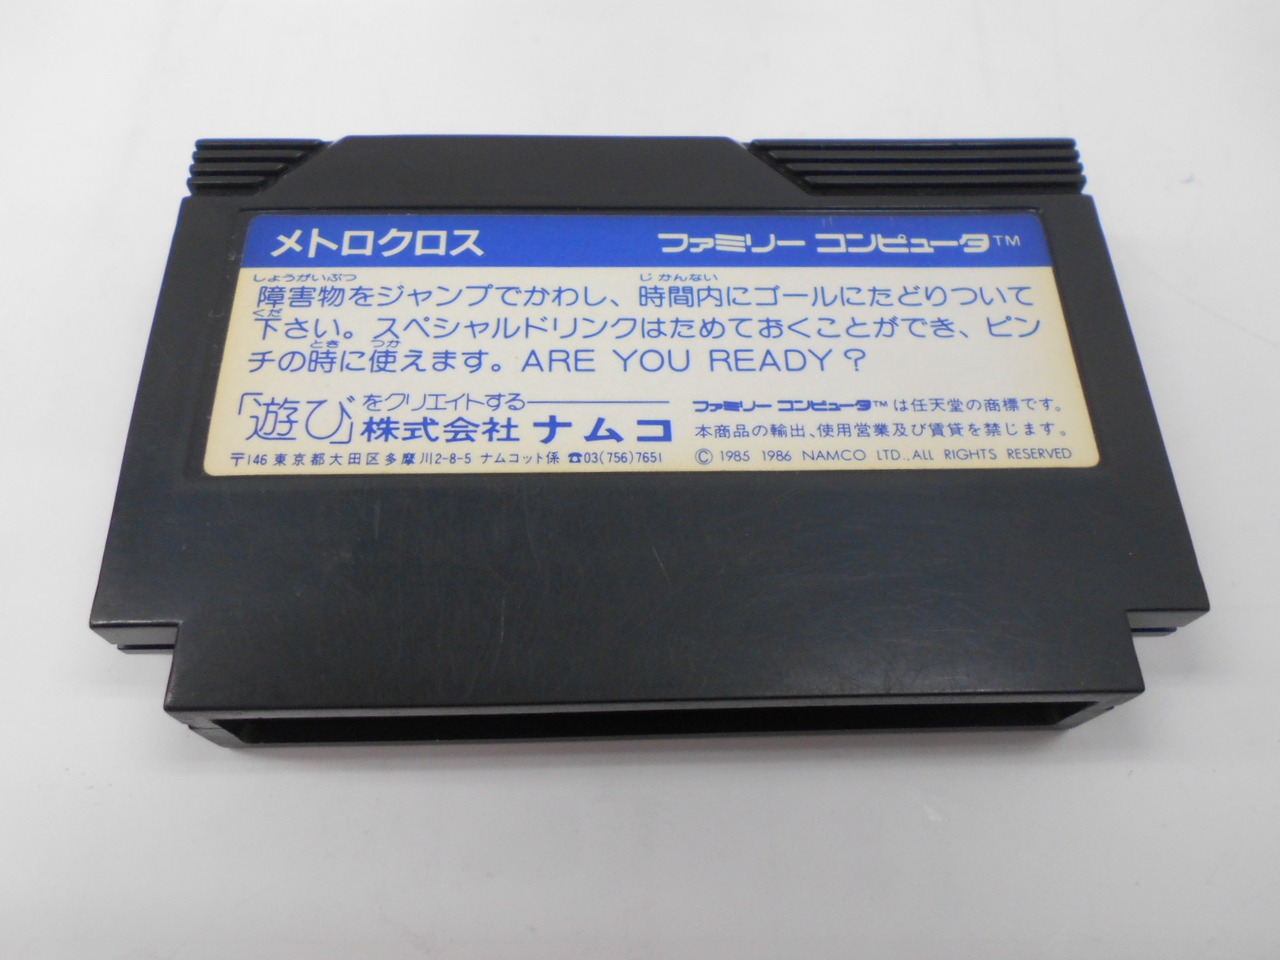 メトロクロス ファミリー コンピュータ™
しょうがいぶつ じかんない
障害物をジャンプでかわし、時間内にゴールにたどりついて
くだ
下さい。スペシャルドリンクはためておくことができ、ピン
とき つか
チの時に使えます。ARE YOU READY?
「遊び」をクリエイトする
株式会社 ナムコ
〒146 東京都大田区多摩川2-8-5 ナムコット係 ☎03(756)7651
ファミリー コンピュータ™は任天堂の商標です。
本商品の輸出、使用営業及び賃貸を禁じます。
© 1985 1986 NAMCO LTD., ALL RIGHTS RESERVED